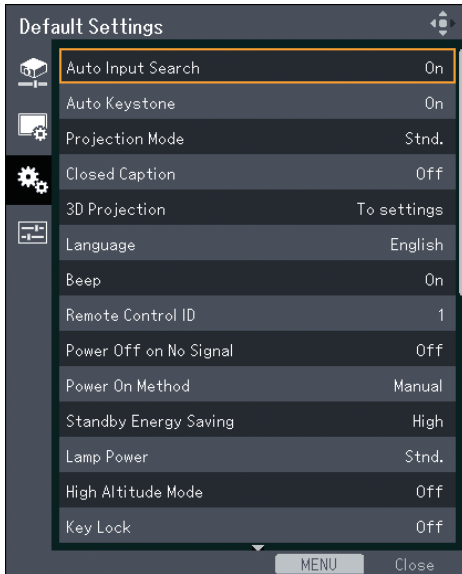 Default Settings
Auto Input Search On
Auto Keystone On
Projection Mode Stnd.
Closed Caption Off
3D Projection To settings
Language English
Beep On
Remote Control ID 1
Power Off on No Signal Off
Power On Method Manual
Standby Energy Saving High
Lamp Power Stnd.
High Altitude Mode Off
Key Lock Off
MENU Close